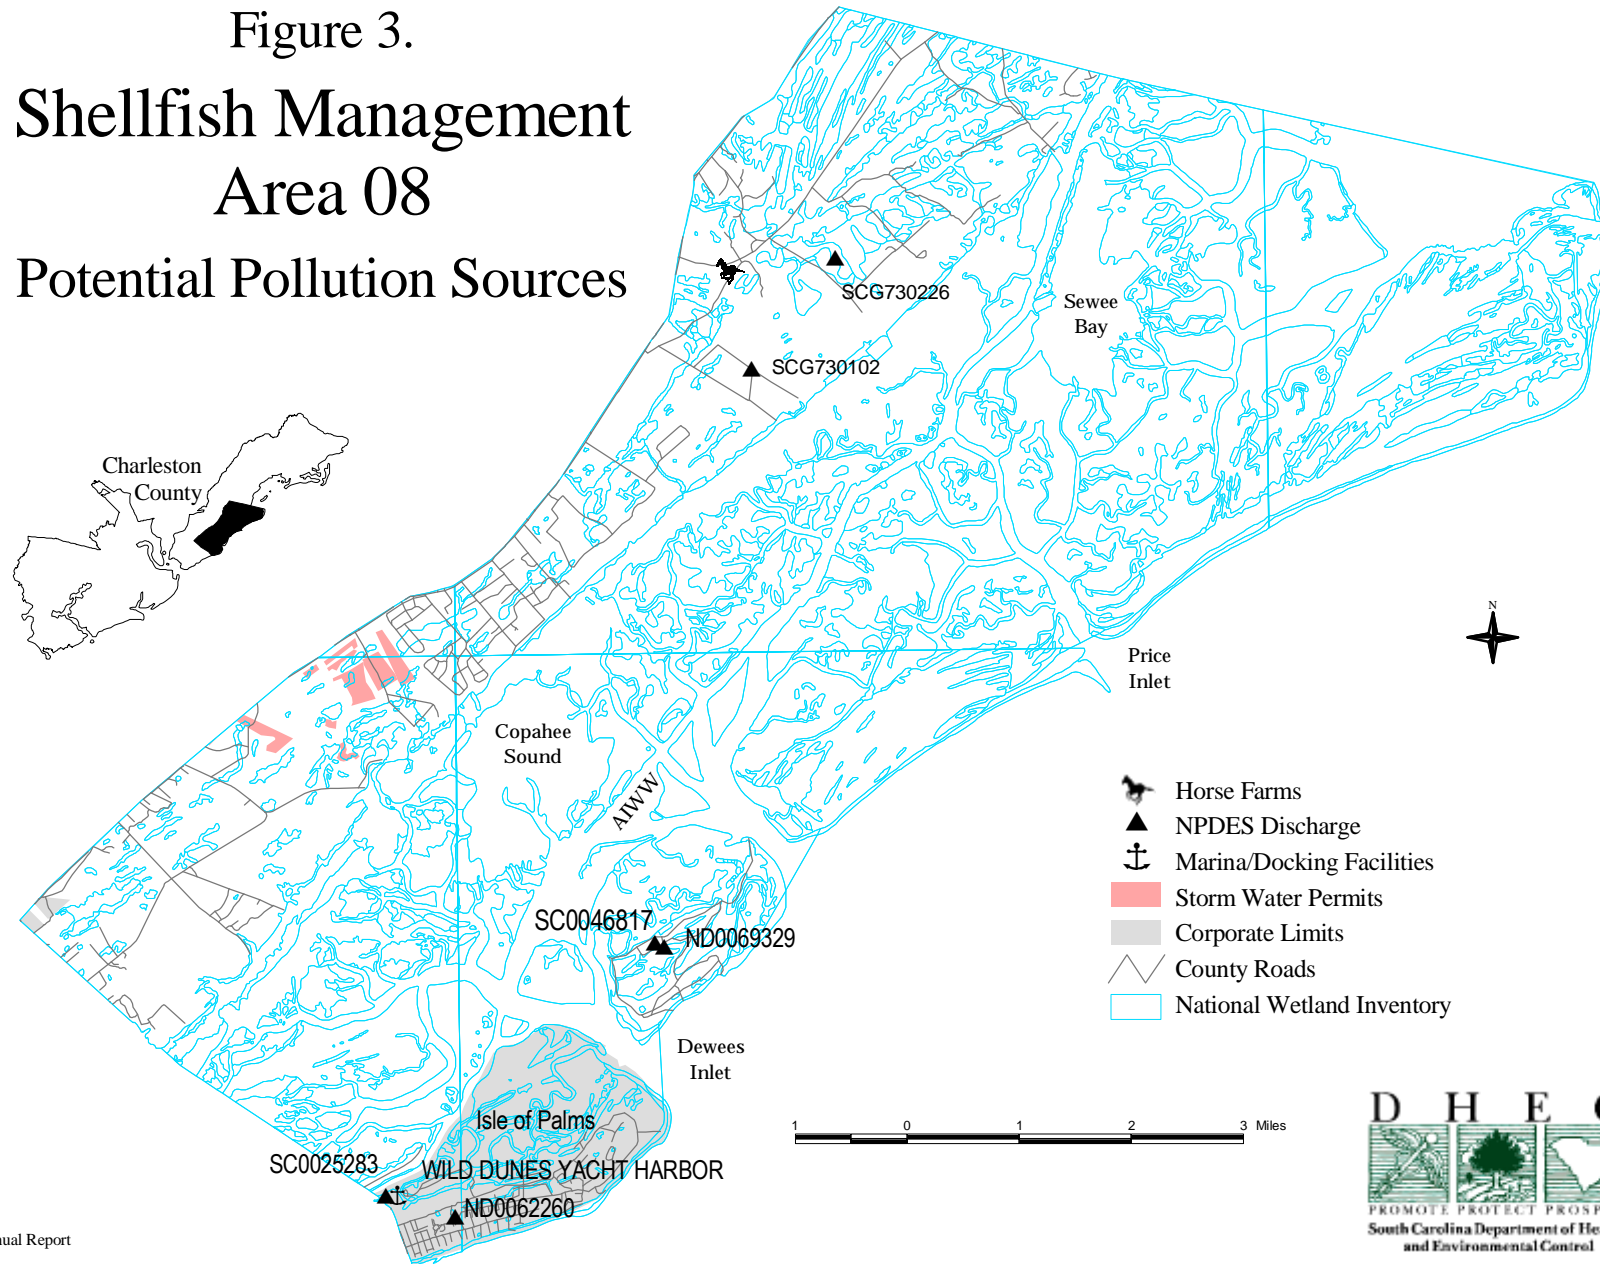 Figure 3.
Shellfish Management
Area 08
Potential Pollution Sources
SCG730226
Sewee
Bay
SCG730102
Charleston
County
N
Price
Inlet
Copahee
Sound
AIWW
Horse Farms
NPDES Discharge
Marina/Docking Facilities
Storm Water Permits
Corporate Limits
County Roads
National Wetland Inventory
SC0046817
ND0069329
Dewees
Inlet
Isle of Palms
1 0 1 2 3 Miles
SC0025283
WILD DUNES YACHT HARBOR
ND0062260
D H E
PROMOTE PROTECT PROSP
South Carolina Department of He
and Environmental Control
ual Report